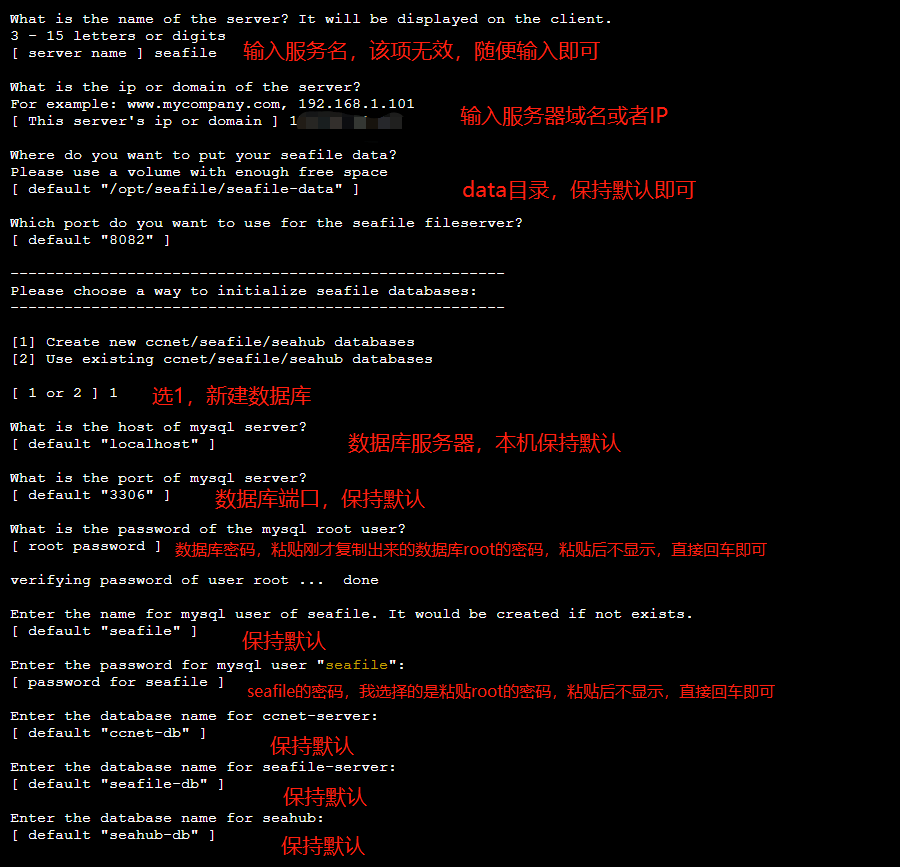 What is the name of the server? It will be displayed on the client.
3 - 15 letters or digits
[ server name ] seafile
输入服务名，该项无效，随便输入即可
What is the ip or domain of the server?
For example: www.mycompany.com, 192.168.1.101
[ This server's ip or domain ] 1
输入服务器域名或者IP
Where do you want to put your seafile data?
Please use a volume with enough free space
[ default "/opt/seafile/seafile-data" ]
data目录，保持默认即可
Which port do you want to use for the seafile fileserver?
[ default "8082" ]
-------------------------------------------------------
Please choose a way to initialize seafile databases:
-------------------------------------------------------
[1] Create new ccnet/seafile/seahub databases
[2] Use existing ccnet/seafile/seahub databases
[ 1 or 2 ] 1
选1，新建数据库
What is the host of mysql server?
[ default "localhost" ]
数据库服务器，本机保持默认
What is the port of mysql server?
[ default "3306" ]
数据库端口，保持默认
What is the password of the mysql root user?
[ root password ]
数据库密码，粘贴刚才复制出来的数据库root的密码，粘贴后不显示，直接回车即可
verifying password of user root ...  done
Enter the name for mysql user of seafile. It would be created if not exists.
[ default "seafile" ]
保持默认
Enter the password for mysql user "seafile":
[ password for seafile ]
seafile的密码，我选择的是粘贴root的密码，粘贴后不显示，直接回车即可
Enter the database name for ccnet-server:
[ default "ccnet-db" ]
保持默认
Enter the database name for seafile-server:
[ default "seafile-db" ]
保持默认
Enter the database name for seahub:
[ default "seahub-db" ]
保持默认